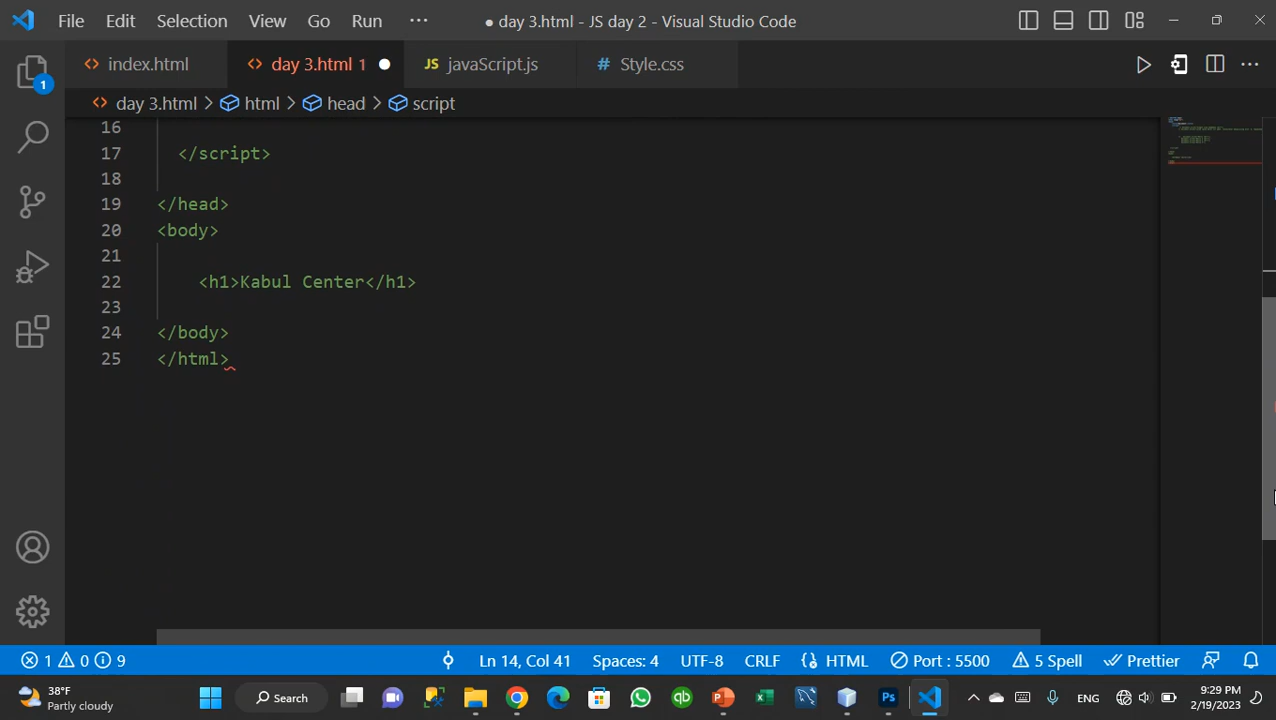 File Edit Selection View Go Run ··· ● day 3.html - JS day 2 - Visual Studio Code
index.html day 3.html 1 ● JS javaScript.js # Style.css
day 3.html > html > head > script
1
16
17 </script>
18
19 </head>
20 <body>
21
22 <h1>Kabul Center</h1>
23
24 </body>
25 </html>
1 0 9 Ln 14, Col 41 Spaces: 4 UTF-8 CRLF {} HTML Port : 5500 5 Spell Prettier
38°F
Partly cloudy
Search
qb
Ps
ENG
9:29 PM
2/19/2023